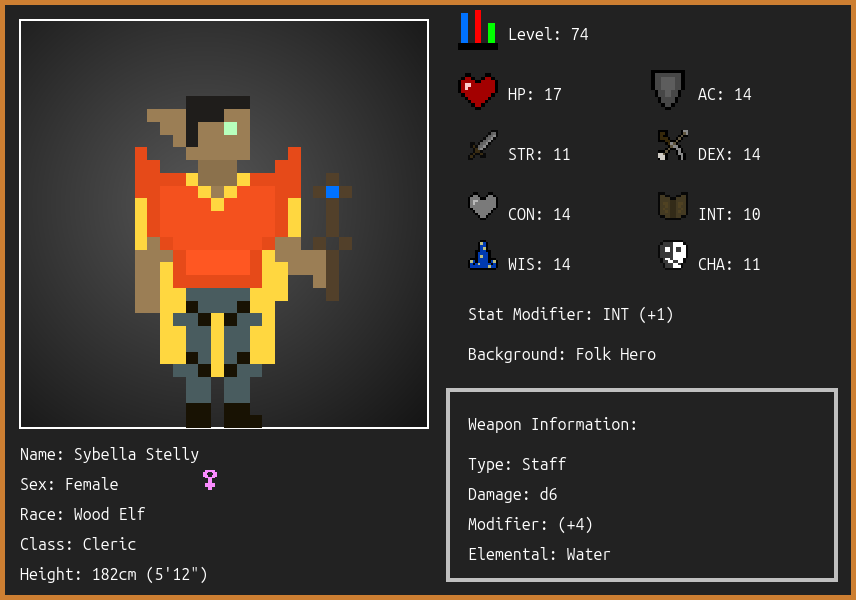 Level: 74
HP: 17
AC: 14
STR: 11
DEX: 14
CON: 14
INT: 10
WIS: 14
CHA: 11
Stat Modifier: INT (+1)
Background: Folk Hero
Weapon Information:
Type: Staff
Damage: d6
Modifier: (+4)
Elemental: Water
Name: Sybella Stelly
Sex: Female
Race: Wood Elf
Class: Cleric
Height: 182cm (5'12")